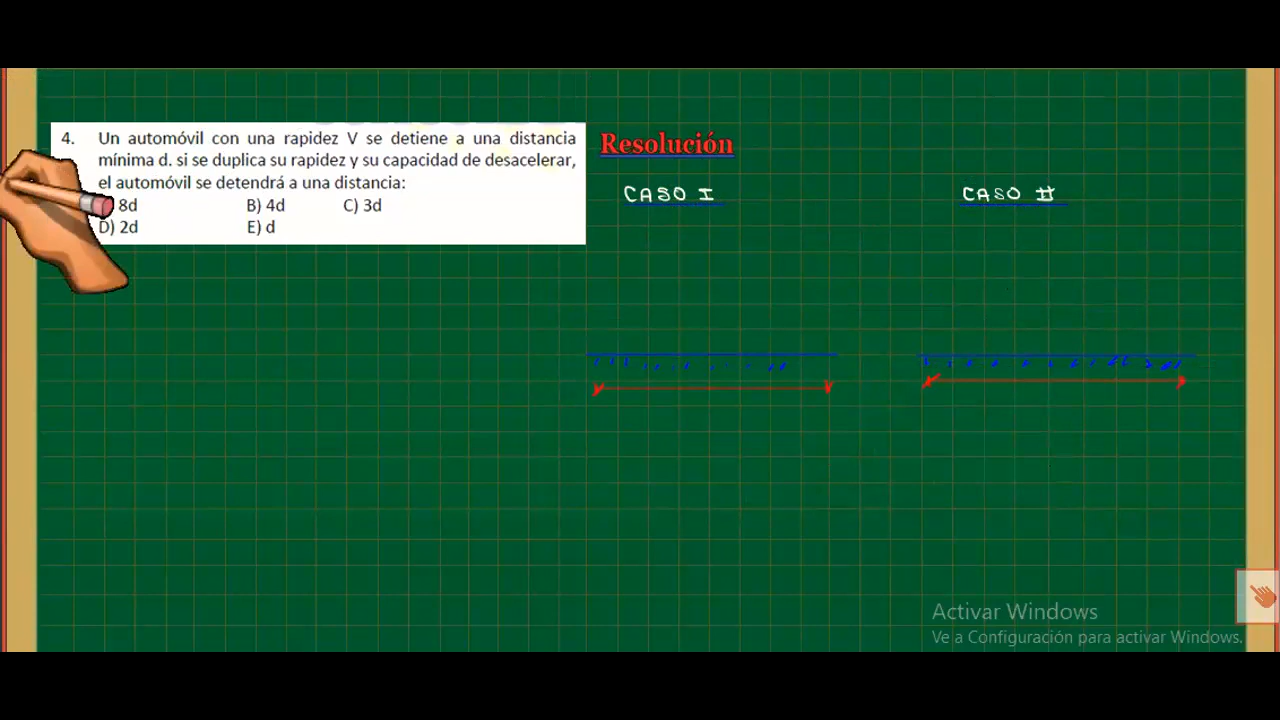 4. Un automóvil con una rapidez V se detiene a una distancia
mínima d. si se duplica su rapidez y su capacidad de desacelerar,
el automóvil se detendrá a una distancia:
8d B) 4d C) 3d
D) 2d E) d
Resolución
CASO I
CASO II
Activar Windows
Ve a Configuración para activar Windows.